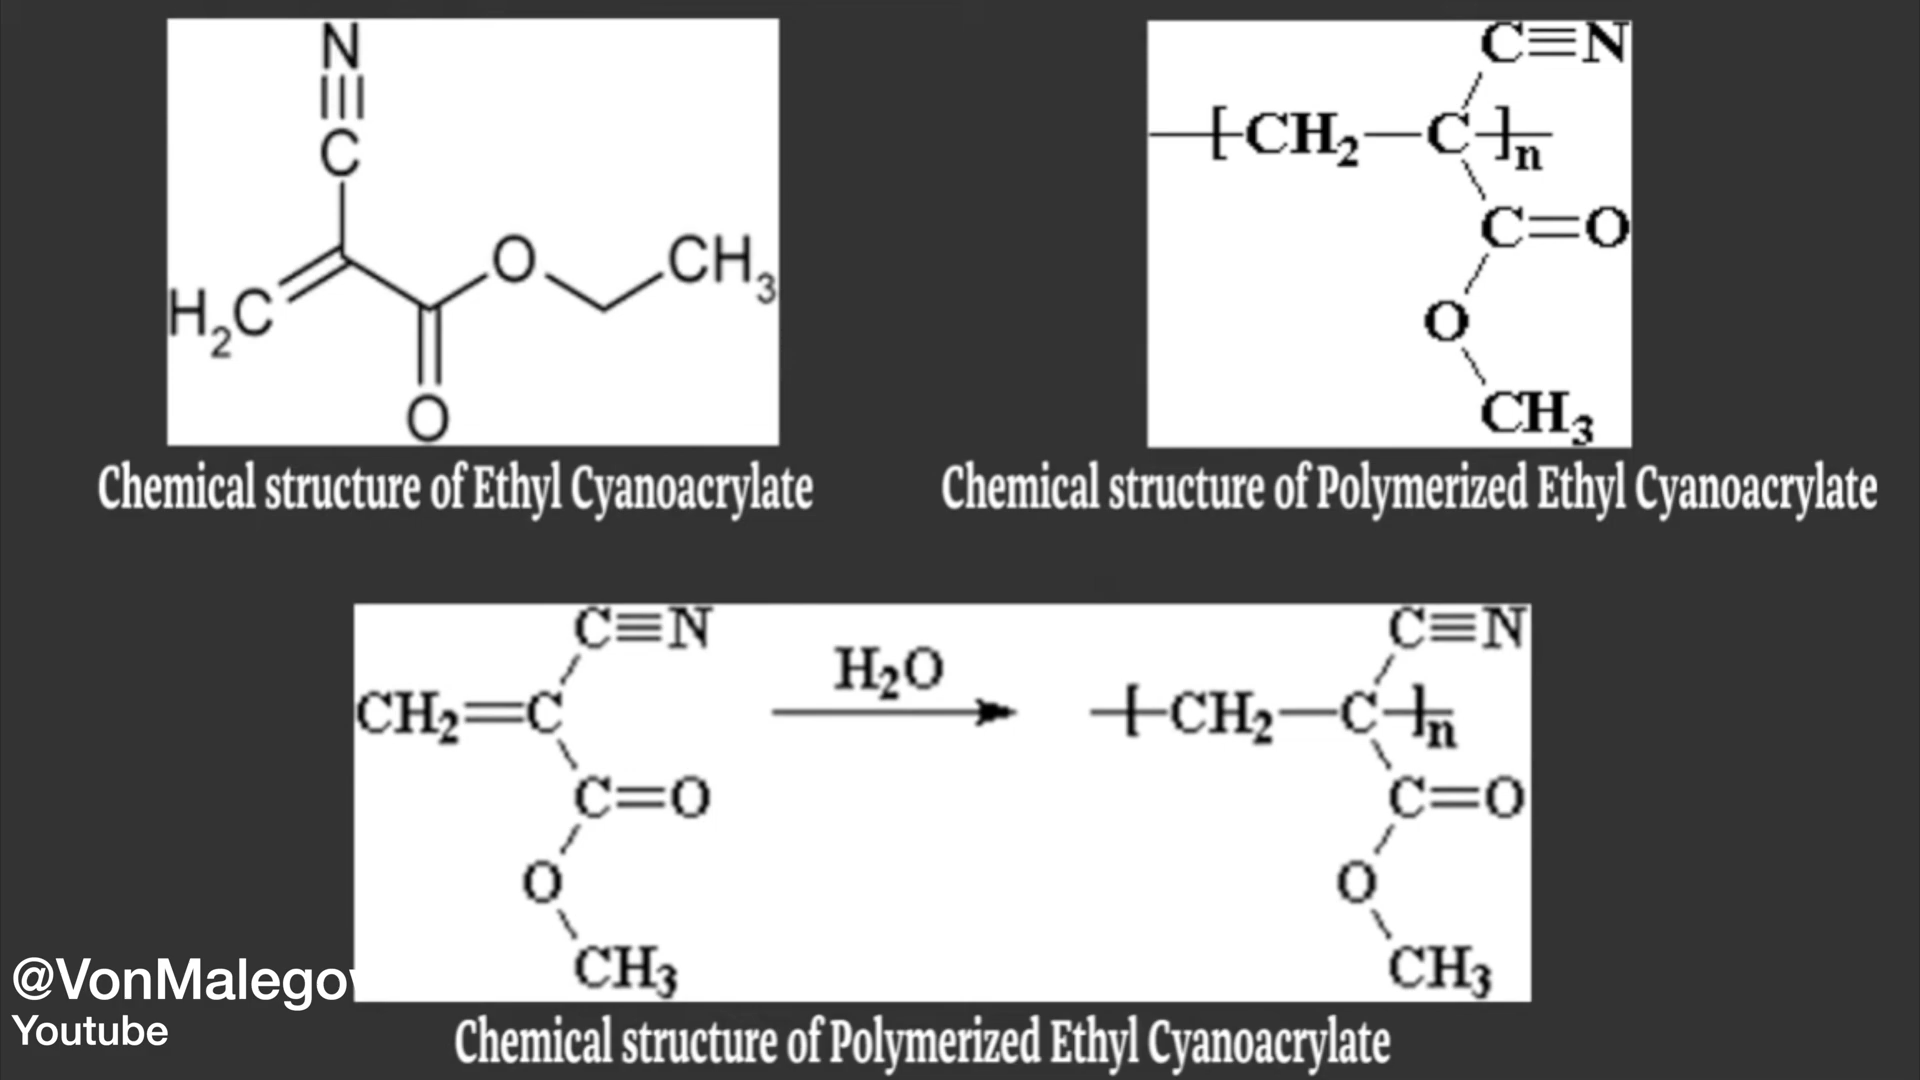 N
C
H2C
O
CH3
O
Chemical structure of Ethyl Cyanoacrylate
C≡N
[CH2—C]n
C=O
O
CH3
Chemical structure of Polymerized Ethyl Cyanoacrylate
C≡N
CH2=C
C=O
O
CH3
H2O
C≡N
[CH2—C]n
C=O
O
CH3
Chemical structure of Polymerized Ethyl Cyanoacrylate
@VonMalego
Youtube